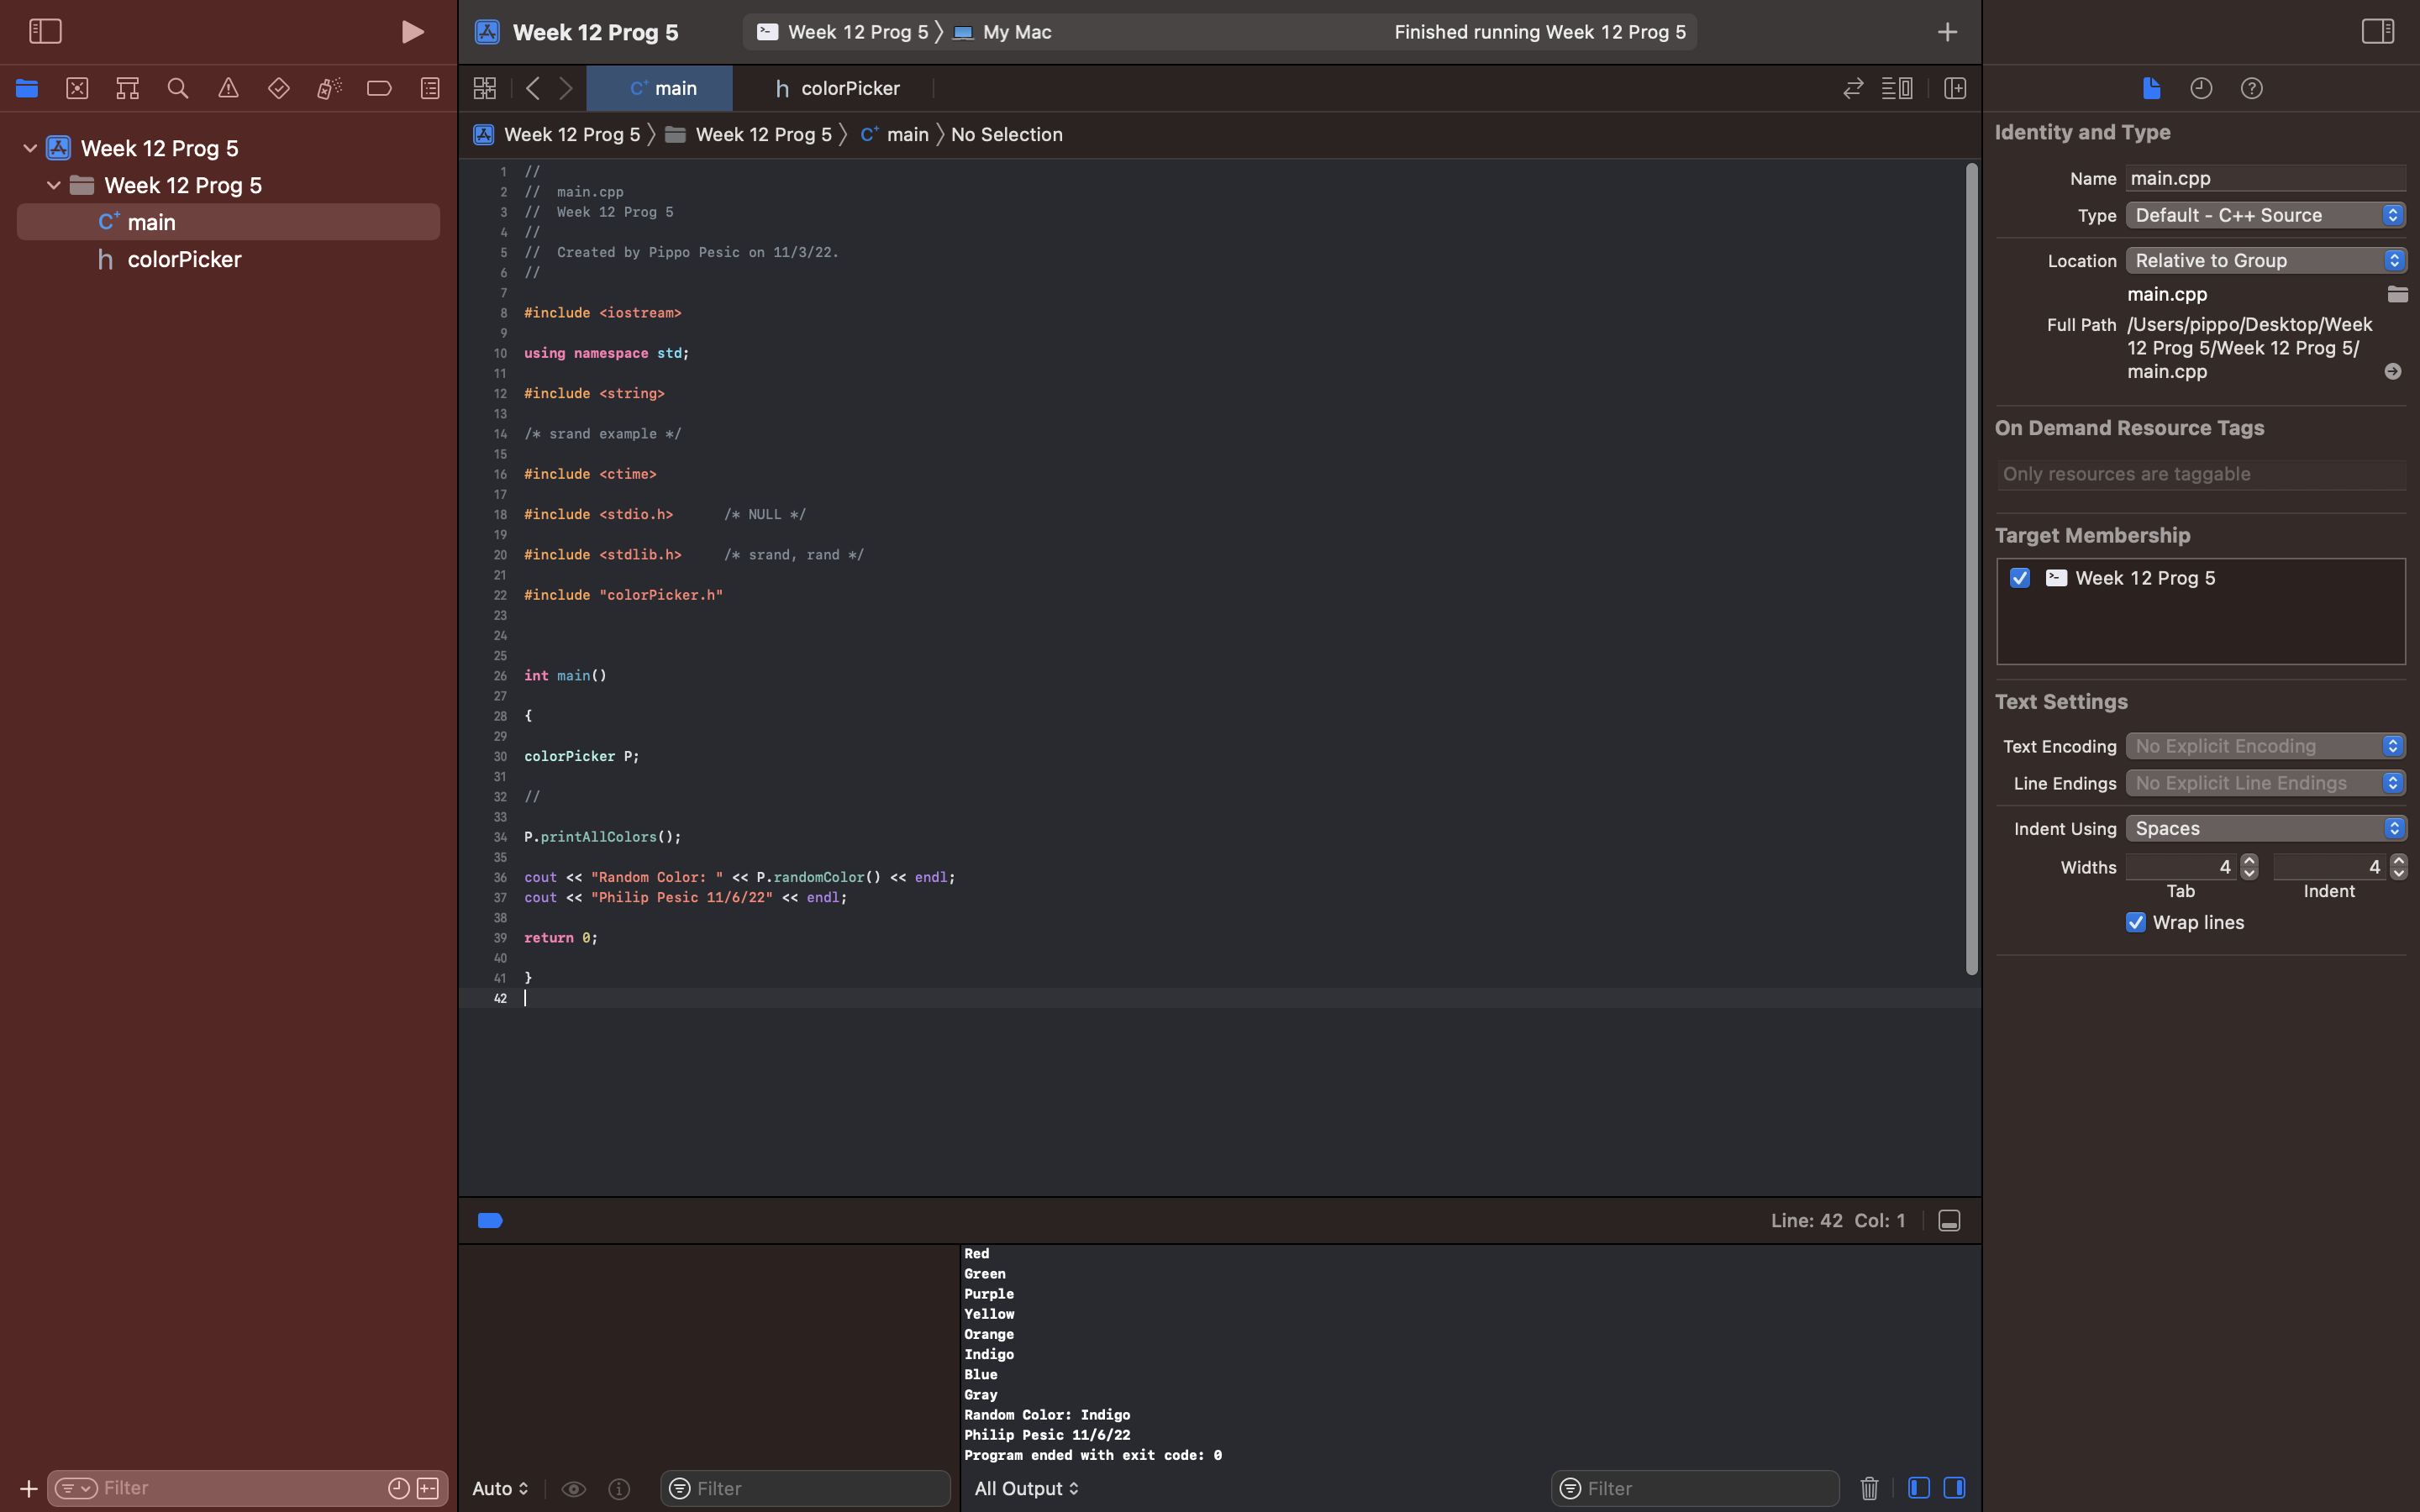 Week 12 Prog 5
Week 12 Prog 5 My Mac
Finished running Week 12 Prog 5
main
colorPicker
Week 12 Prog 5 Week 12 Prog 5 main No Selection
Week 12 Prog 5
Week 12 Prog 5
main
colorPicker
Filter
1 //
2 //  main.cpp
3 //  Week 12 Prog 5
4 //
5 //  Created by Pippo Pesic on 11/3/22.
6 //
7
8 #include <iostream>
9
10 using namespace std;
11
12 #include <string>
13
14 /* srand example */
15
16 #include <ctime>
17
18 #include <stdio.h>      /* NULL */
19
20 #include <stdlib.h>     /* srand, rand */
21
22 #include "colorPicker.h"
23
24
25
26 int main()
27
28 {
29
30 colorPicker P;
31
32 //
33
34 P.printAllColors();
35
36 cout << "Random Color: " << P.randomColor() << endl;
37 cout << "Philip Pesic 11/6/22" << endl;
38
39 return 0;
40
41 }
42
Line: 42 Col: 1
Red
Green
Purple
Yellow
Orange
Indigo
Blue
Gray
Random Color: Indigo
Philip Pesic 11/6/22
Program ended with exit code: 0
Auto
Filter
All Output
Filter
Identity and Type
Name main.cpp
Type Default - C++ Source
Location Relative to Group
main.cpp
Full Path /Users/pippo/Desktop/Week
12 Prog 5/Week 12 Prog 5/
main.cpp
On Demand Resource Tags
Only resources are taggable
Target Membership
Week 12 Prog 5
Text Settings
Text Encoding No Explicit Encoding
Line Endings No Explicit Line Endings
Indent Using Spaces
Widths 4 4
Tab Indent
Wrap lines